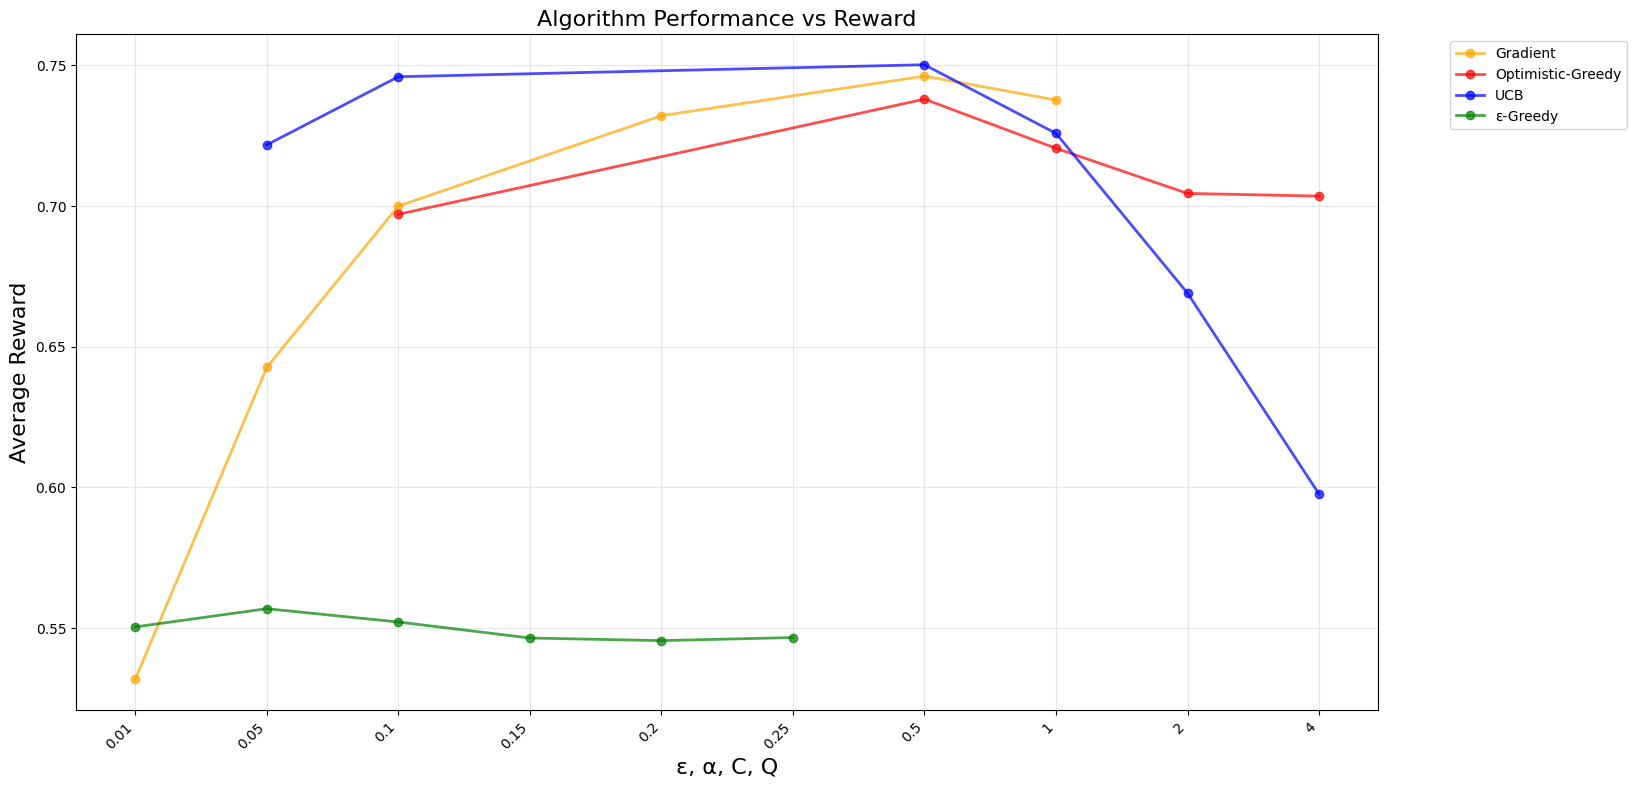 Algorithm Performance vs Reward
Gradient
Optimistic-Greedy
UCB
ε-Greedy
Average Reward
0.75
0.70
0.65
0.60
0.55
0.01
0.05
0.1
0.15
0.2
0.25
0.5
1
2
4
ε, α, C, Q